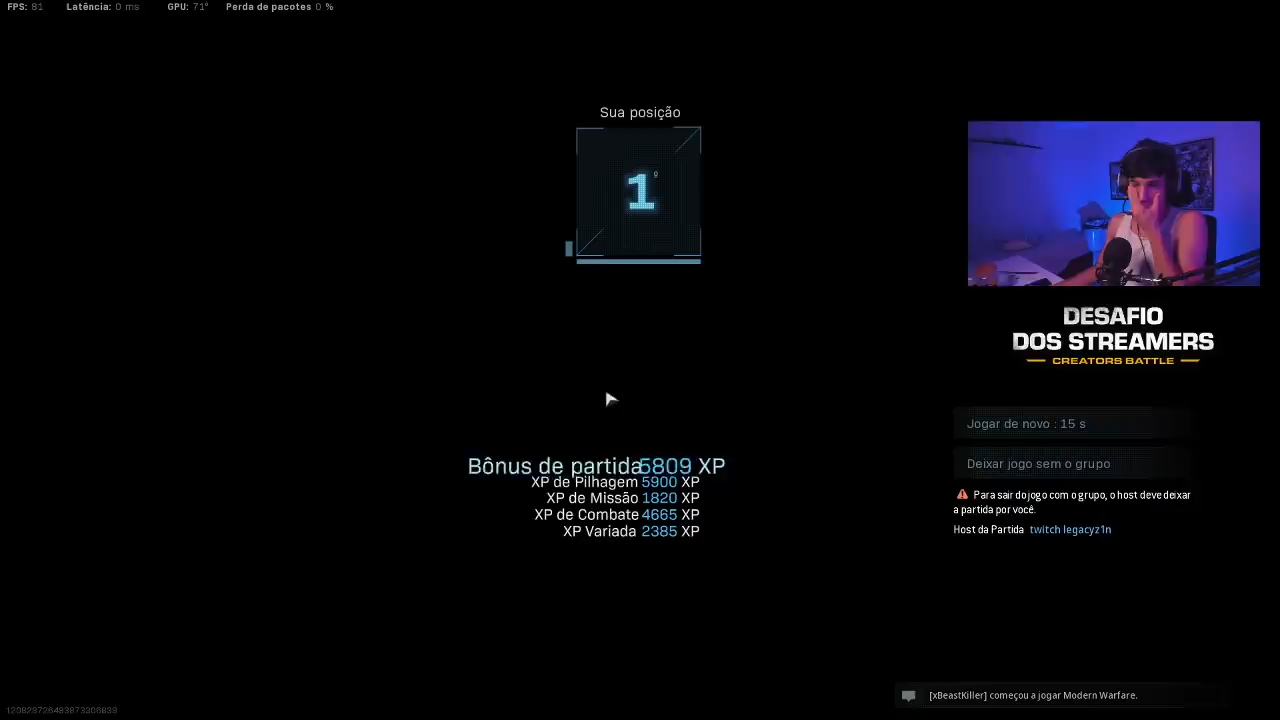 FPS: 81 Latência: 0 ms GPU: 71° Perda de pacotes 0 %
Sua posição
1º
DESAFIO
DOS STREAMERS
CREATORS BATTLE
Jogar de novo : 15 s
Deixar jogo sem o grupo
Para sair do jogo com o grupo, o host deve deixar
a partida por você.
Host da Partida twitch legacyz1n
Bônus de partida 5809 XP
XP de Pilhagem 5900 XP
XP de Missão 1820 XP
XP de Combate 4665 XP
XP Variada 2385 XP
[xBeastKiller] começou a jogar Modern Warfare.